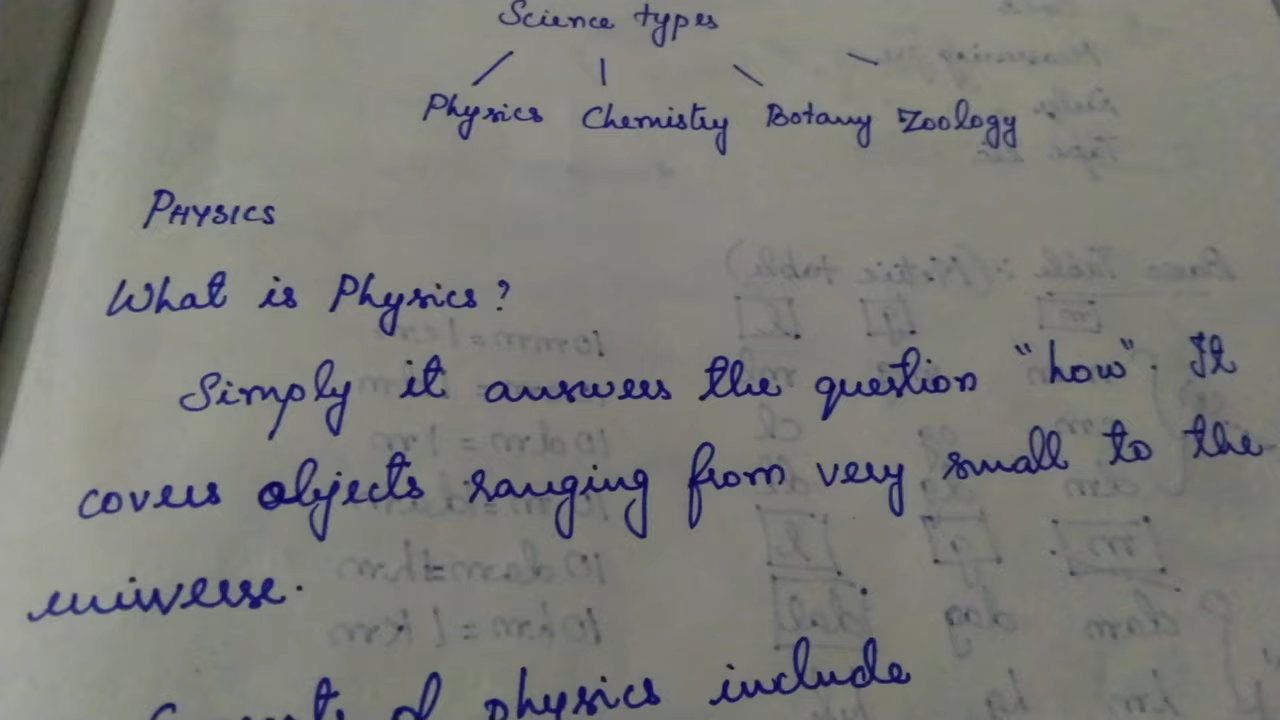 Science types
Physics Chemistry Botany Zoology
PHYSICS
What is Physics?
Simply it answers the question "how". It
covers objects ranging from very small to the
universe.
of physics include